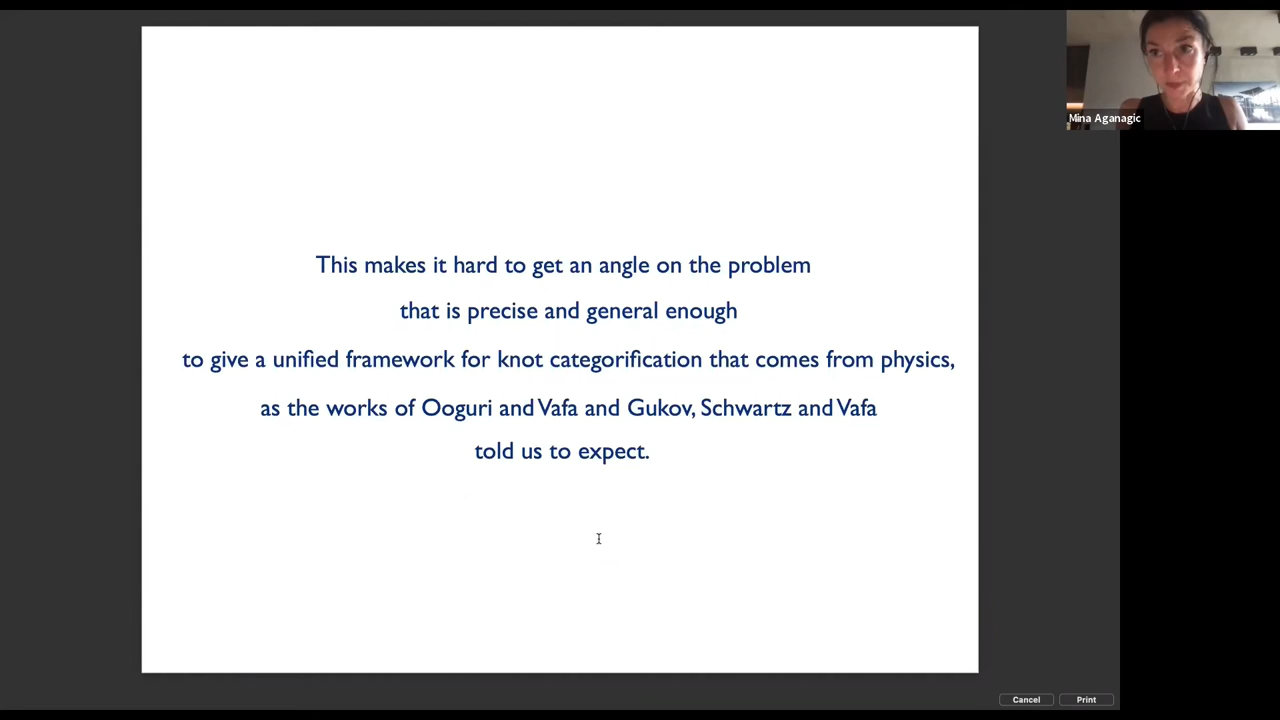 Mina Aganagic
This makes it hard to get an angle on the problem
that is precise and general enough
to give a unified framework for knot categorification that comes from physics,
as the works of Ooguri and Vafa and Gukov, Schwartz and Vafa
told us to expect.
Cancel Print